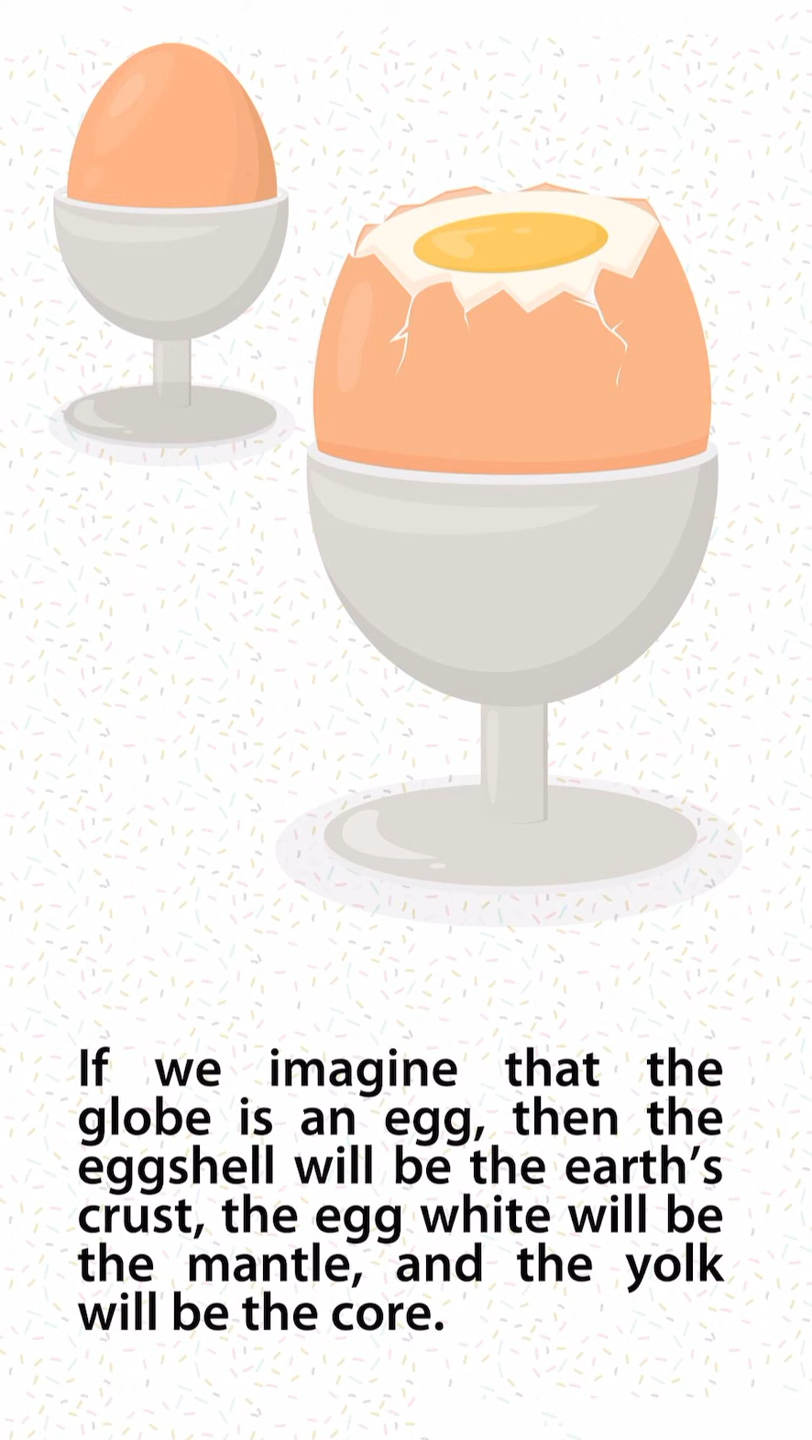 If we imagine that the
globe is an egg, then the
eggshell will be the earth’s
crust, the egg white will be
the mantle, and the yolk
will be the core.